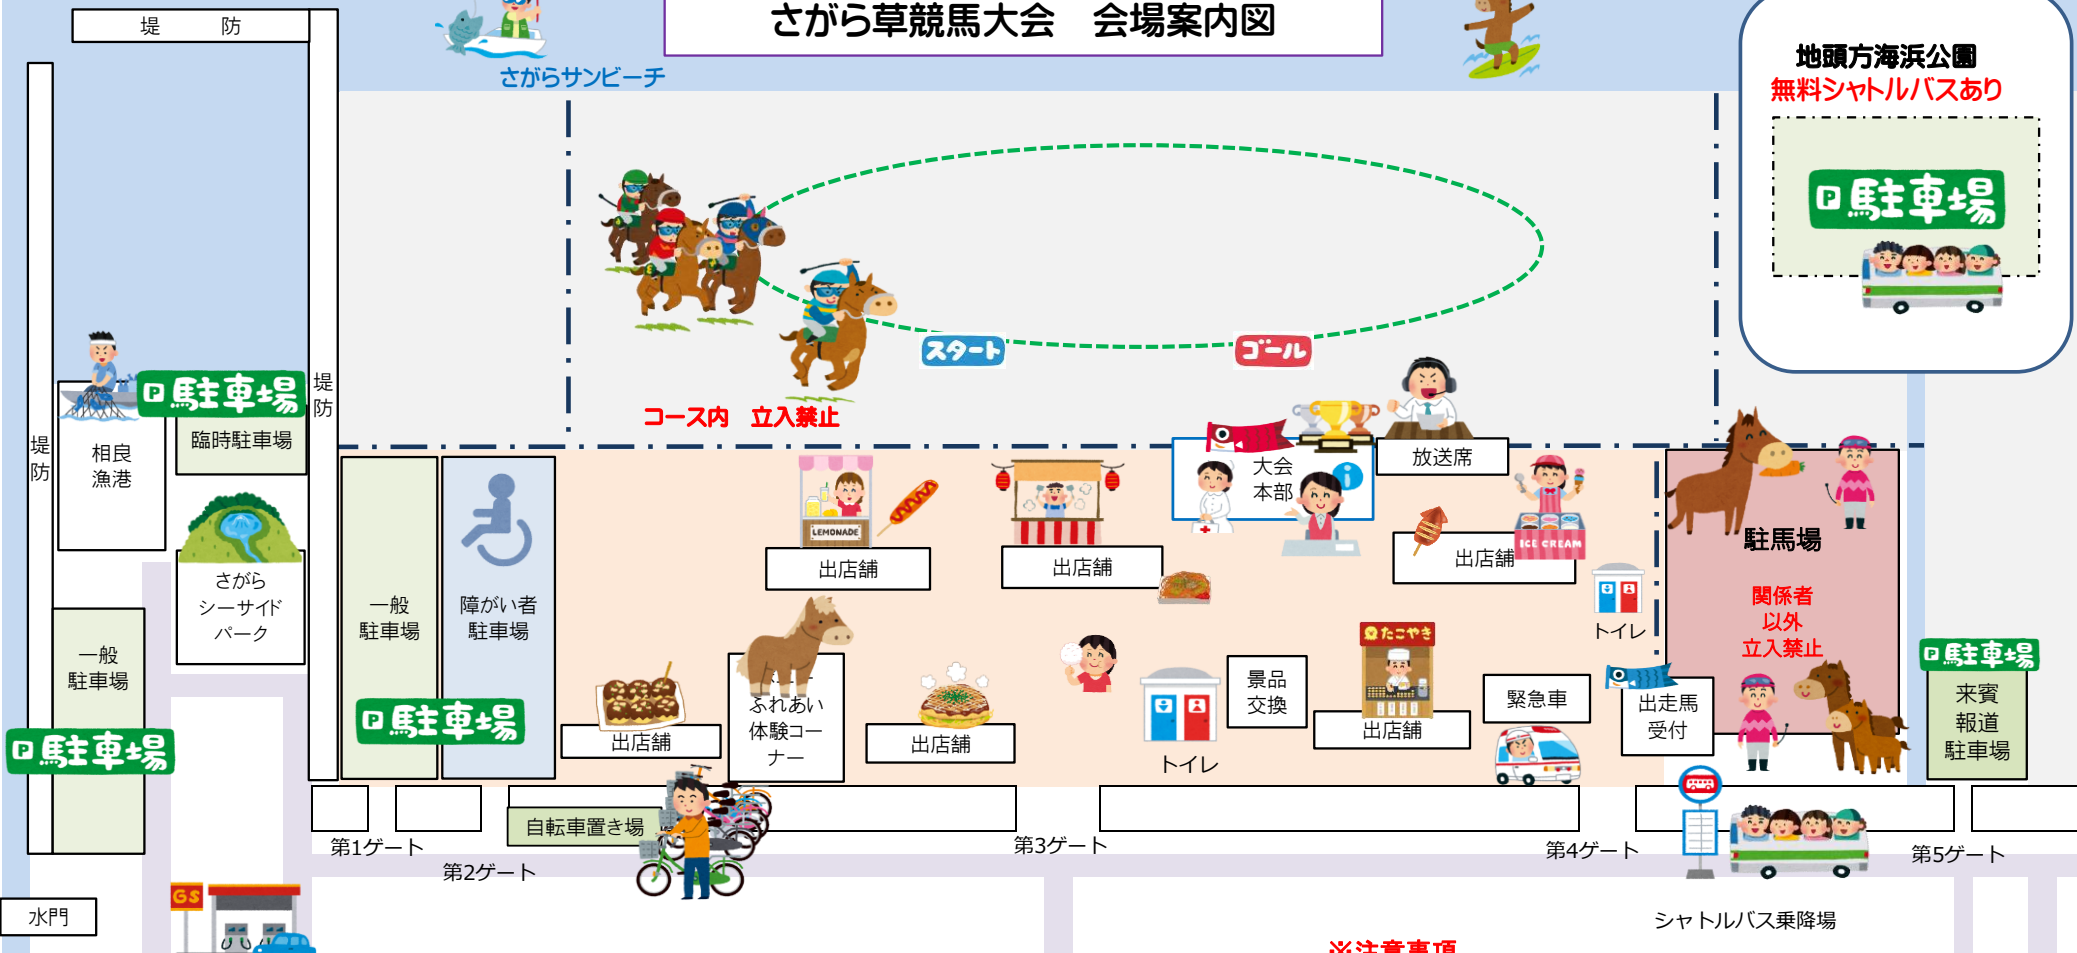 さがら草競馬大会　会場案内図
堤　防
さがらサンビーチ
地頭方海浜公園
無料シャトルバスあり
P 駐車場
スタート
ゴール
コース内　立入禁止
堤
防
堤
防
P 駐車場
臨時駐車場
相良
漁港
さがら
シーサイド
パーク
一般
駐車場
P 駐車場
一般
駐車場
障がい者
駐車場
P 駐車場
LEMONADE
出店舗
出店舗
大会
本部
i
放送席
ICE CREAM
出店舗
トイレ
駐馬場
関係者
以外
立入禁止
P 駐車場
来賓
報道
駐車場
出店舗
ふれあい
体験コー
ナー
出店舗
トイレ
景品
交換
たこやき
出店舗
緊急車
出走馬
受付
自転車置き場
第1ゲート
第2ゲート
第3ゲート
第4ゲート
第5ゲート
シャトルバス乗降場
水門
GS
※注意事項